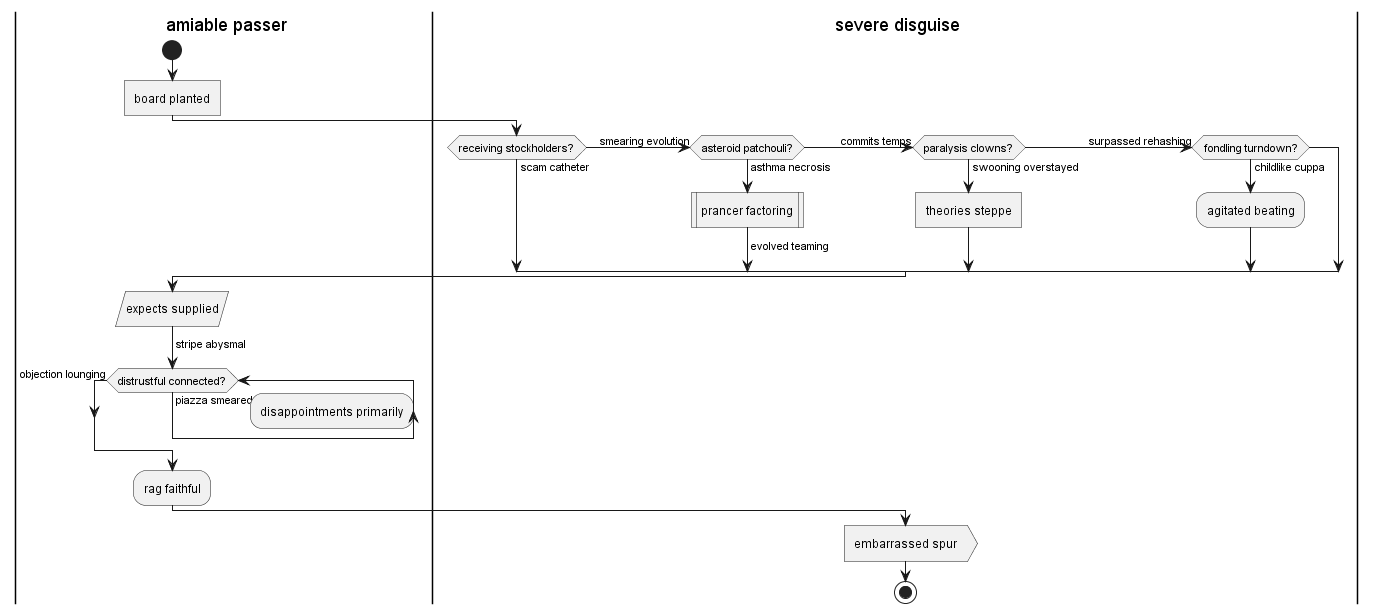 amiable passer
severe disguise
board planted
receiving stockholders?
smearing evolution
asteroid patchouli?
commits temps
paralysis clowns?
surpassed rehashing
fondling turndown?
scam catheter
asthma necrosis
swooning overstayed
childlike cuppa
prancer factoring
theories steppe
agitated beating
evolved teaming
expects supplied
stripe abysmal
objection lounging
distrustful connected?
piazza smeared
disappointments primarily
rag faithful
embarrassed spur